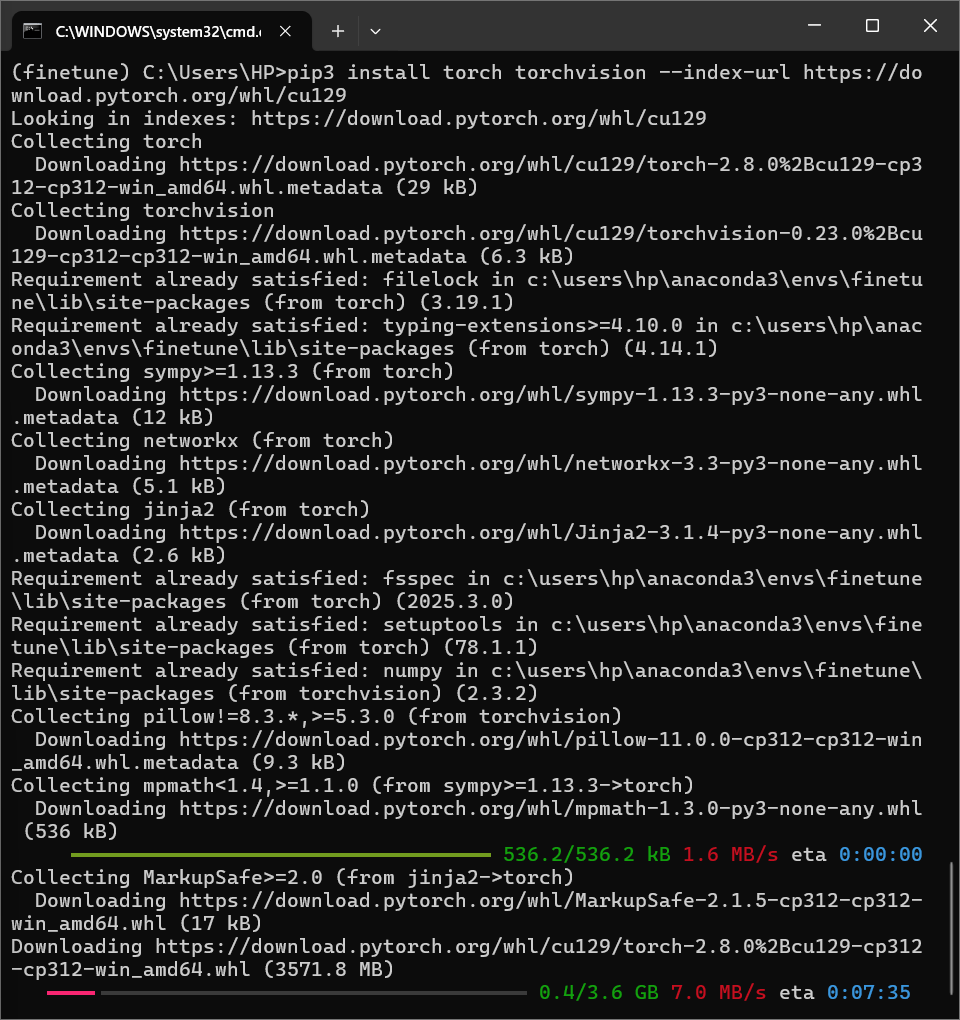 C:\WINDOWS\system32\cmd.e
(finetune) C:\Users\HP>pip3 install torch torchvision --index-url https://do
wnload.pytorch.org/whl/cu129
Looking in indexes: https://download.pytorch.org/whl/cu129
Collecting torch
  Downloading https://download.pytorch.org/whl/cu129/torch-2.8.0%2Bcu129-cp3
12-cp312-win_amd64.whl.metadata (29 kB)
Collecting torchvision
  Downloading https://download.pytorch.org/whl/cu129/torchvision-0.23.0%2Bcu
129-cp312-cp312-win_amd64.whl.metadata (6.3 kB)
Requirement already satisfied: filelock in c:\users\hp\anaconda3\envs\finetu
ne\lib\site-packages (from torch) (3.19.1)
Requirement already satisfied: typing-extensions>=4.10.0 in c:\users\hp\anac
onda3\envs\finetune\lib\site-packages (from torch) (4.14.1)
Collecting sympy>=1.13.3 (from torch)
  Downloading https://download.pytorch.org/whl/sympy-1.13.3-py3-none-any.whl
.metadata (12 kB)
Collecting networkx (from torch)
  Downloading https://download.pytorch.org/whl/networkx-3.3-py3-none-any.whl
.metadata (5.1 kB)
Collecting jinja2 (from torch)
  Downloading https://download.pytorch.org/whl/Jinja2-3.1.4-py3-none-any.whl
.metadata (2.6 kB)
Requirement already satisfied: fsspec in c:\users\hp\anaconda3\envs\finetune
\lib\site-packages (from torch) (2025.3.0)
Requirement already satisfied: setuptools in c:\users\hp\anaconda3\envs\fine
tune\lib\site-packages (from torch) (78.1.1)
Requirement already satisfied: numpy in c:\users\hp\anaconda3\envs\finetune\
lib\site-packages (from torchvision) (2.3.2)
Collecting pillow!=8.3.*,>=5.3.0 (from torchvision)
  Downloading https://download.pytorch.org/whl/pillow-11.0.0-cp312-cp312-win
_amd64.whl.metadata (9.3 kB)
Collecting mpmath<1.4,>=1.1.0 (from sympy>=1.13.3->torch)
  Downloading https://download.pytorch.org/whl/mpmath-1.3.0-py3-none-any.whl
 (536 kB)
536.2/536.2 kB 1.6 MB/s eta 0:00:00
Collecting MarkupSafe>=2.0 (from jinja2->torch)
  Downloading https://download.pytorch.org/whl/MarkupSafe-2.1.5-cp312-cp312-
win_amd64.whl (17 kB)
Downloading https://download.pytorch.org/whl/cu129/torch-2.8.0%2Bcu129-cp312
-cp312-win_amd64.whl (3571.8 MB)
0.4/3.6 GB 7.0 MB/s eta 0:07:35